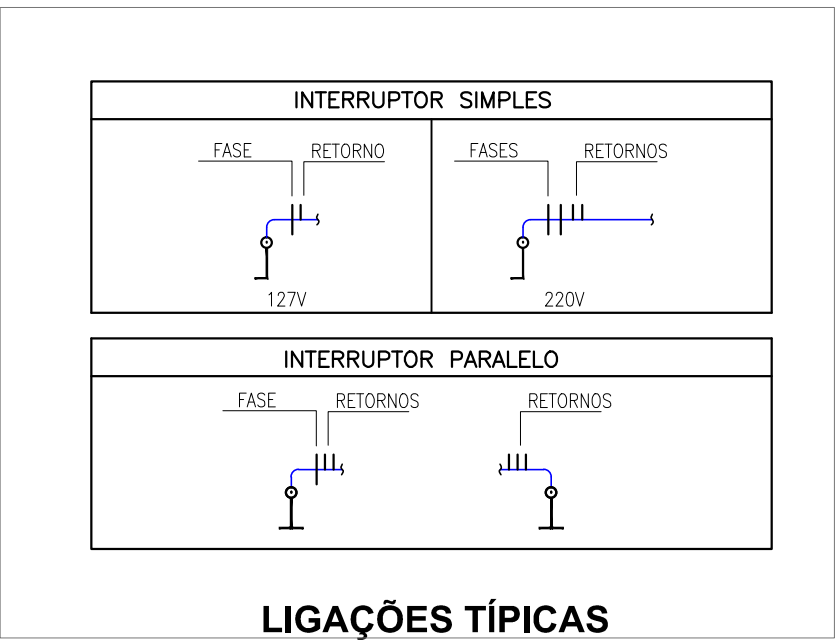 INTERRUPTOR SIMPLES
FASE RETORNO
FASES RETORNOS
127V
220V
INTERRUPTOR PARALELO
FASE RETORNOS
RETORNOS
LIGAÇÕES TÍPICAS